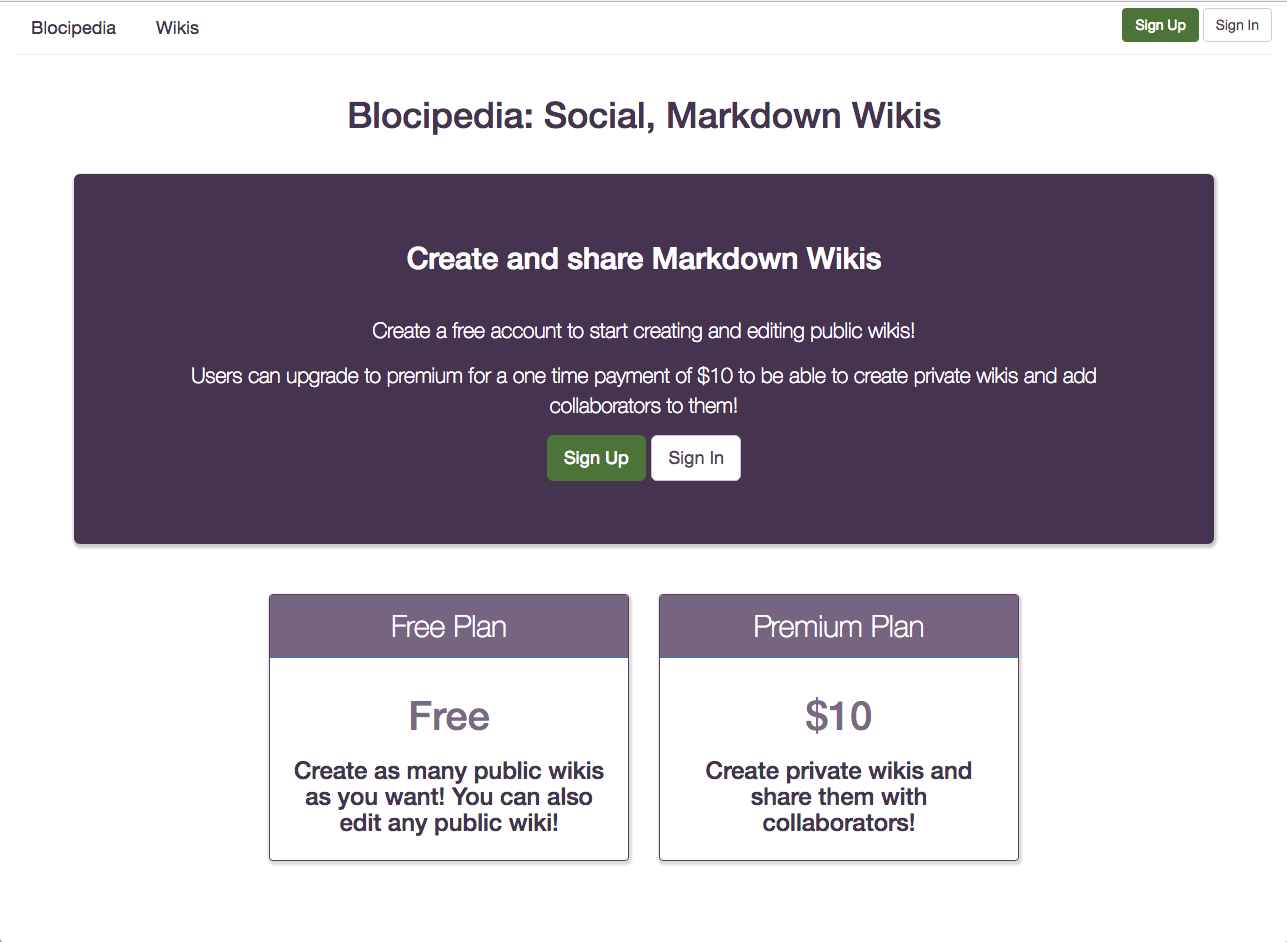 Blocipedia Wikis Sign Up Sign In
Blocipedia: Social, Markdown Wikis
Create and share Markdown Wikis
Create a free account to start creating and editing public wikis!
Users can upgrade to premium for a one time payment of $10 to be able to create private wikis and add
collaborators to them!
Sign Up Sign In
Free Plan
Free
Create as many public wikis
as you want! You can also
edit any public wiki!
Premium Plan
$10
Create private wikis and
share them with
collaborators!